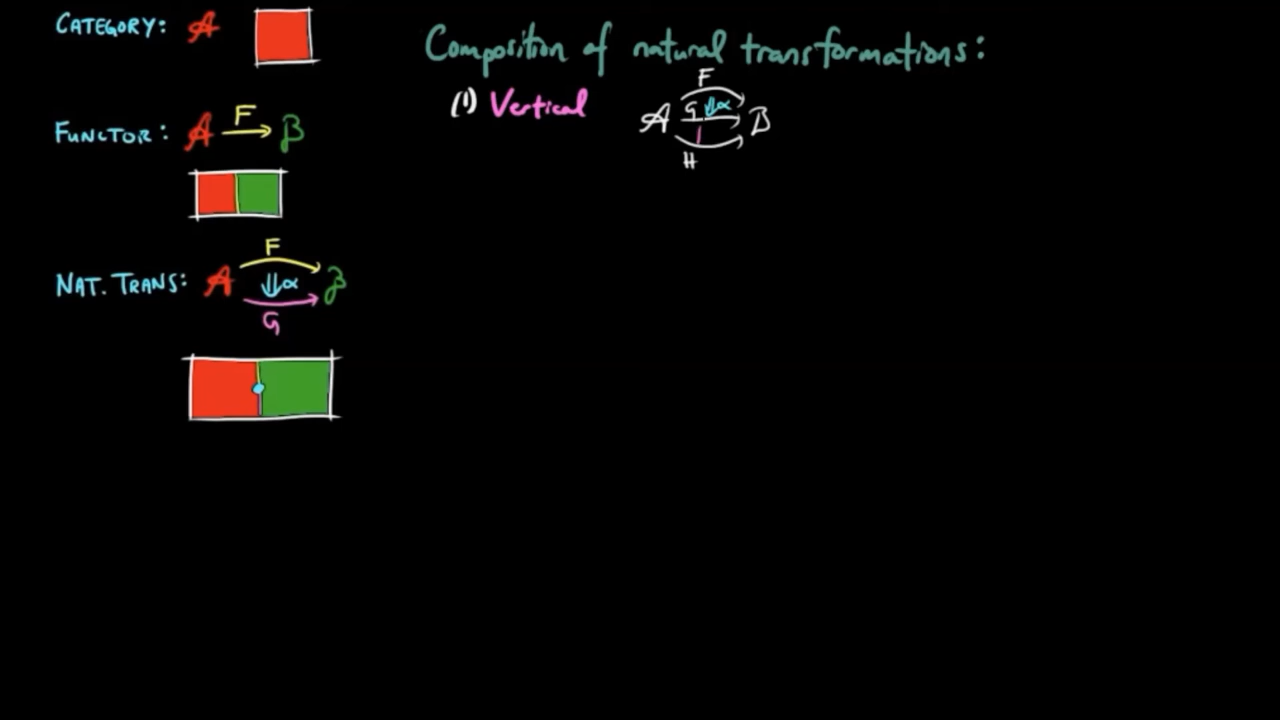 CATEGORY: A
Composition of natural transformations:
F
(1) Vertical A G ⇓α B
H
FUNCTOR: A F B
F
NAT. TRANS: A ⇓α B
G